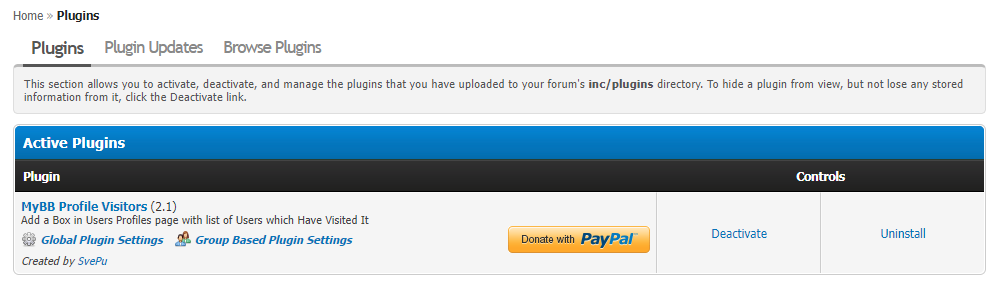 Home » Plugins
Plugins Plugin Updates Browse Plugins
This section allows you to activate, deactivate, and manage the plugins that you have uploaded to your forum's inc/plugins directory. To hide a plugin from view, but not lose any stored
information from it, click the Deactivate link.
Active Plugins
Plugin Controls
MyBB Profile Visitors (2.1)
Add a Box in Users Profiles page with list of Users which Have Visited It
Global Plugin Settings Group Based Plugin Settings
Donate with PayPal™
Deactivate Uninstall
Created by SvePu